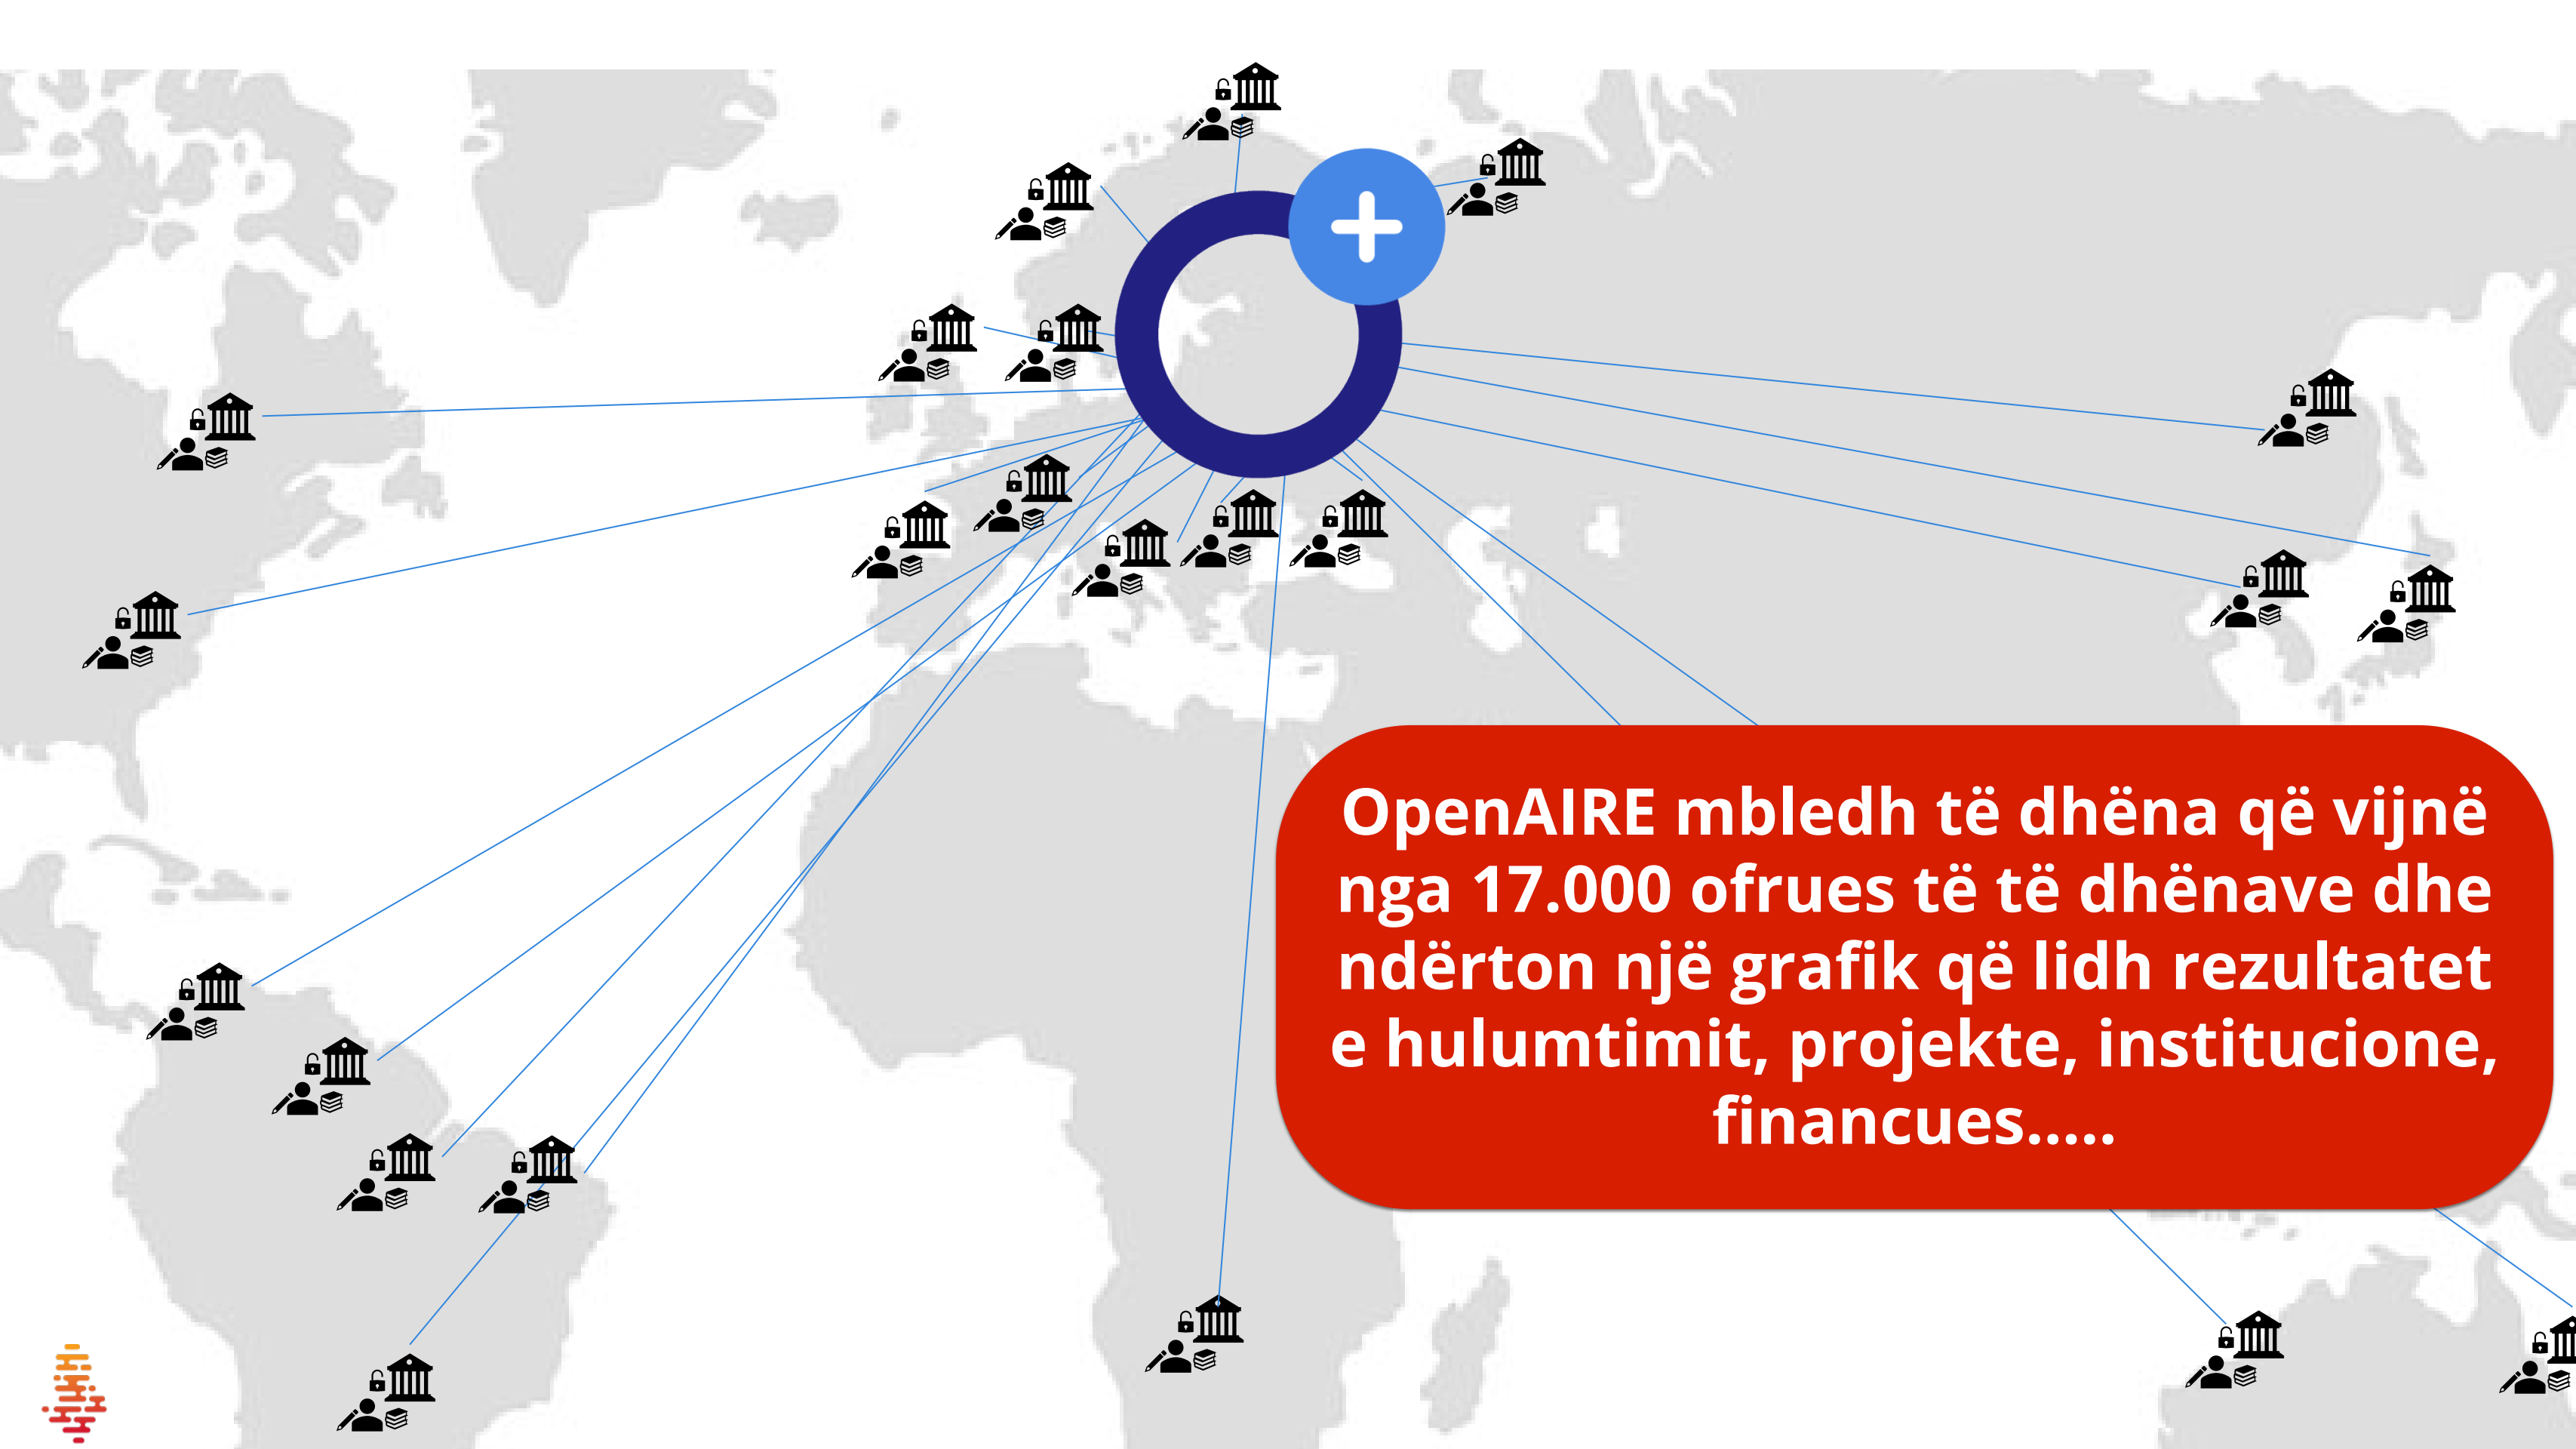 OpenAIRE mbledh të dhëna që vijnë
nga 17.000 ofrues të të dhënave dhe
ndërton një grafik që lidh rezultatet
e hulumtimit, projekte, institucione,
financues.....